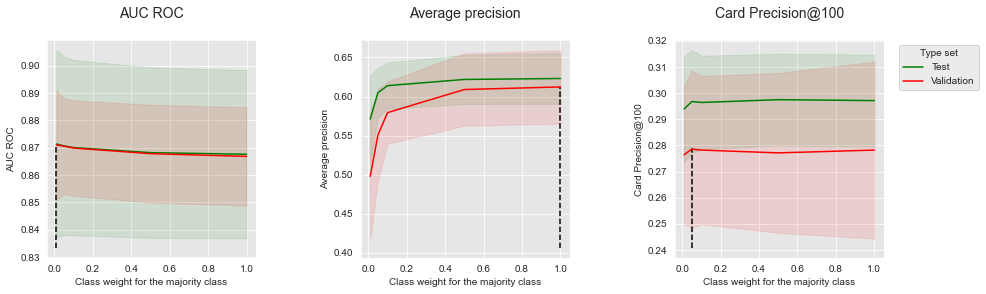 AUC ROC
0.90
0.89
0.88
0.87
0.86
0.85
0.84
0.83
AUC ROC
0.0 0.2 0.4 0.6 0.8 1.0
Class weight for the majority class
Average precision
0.65
0.60
0.55
0.50
0.45
0.40
Average precision
0.0 0.2 0.4 0.6 0.8 1.0
Class weight for the majority class
Card Precision@100
0.32
0.31
0.30
0.29
0.28
0.27
0.26
0.25
0.24
Card Precision@100
0.0 0.2 0.4 0.6 0.8 1.0
Class weight for the majority class
Type set
Test
Validation